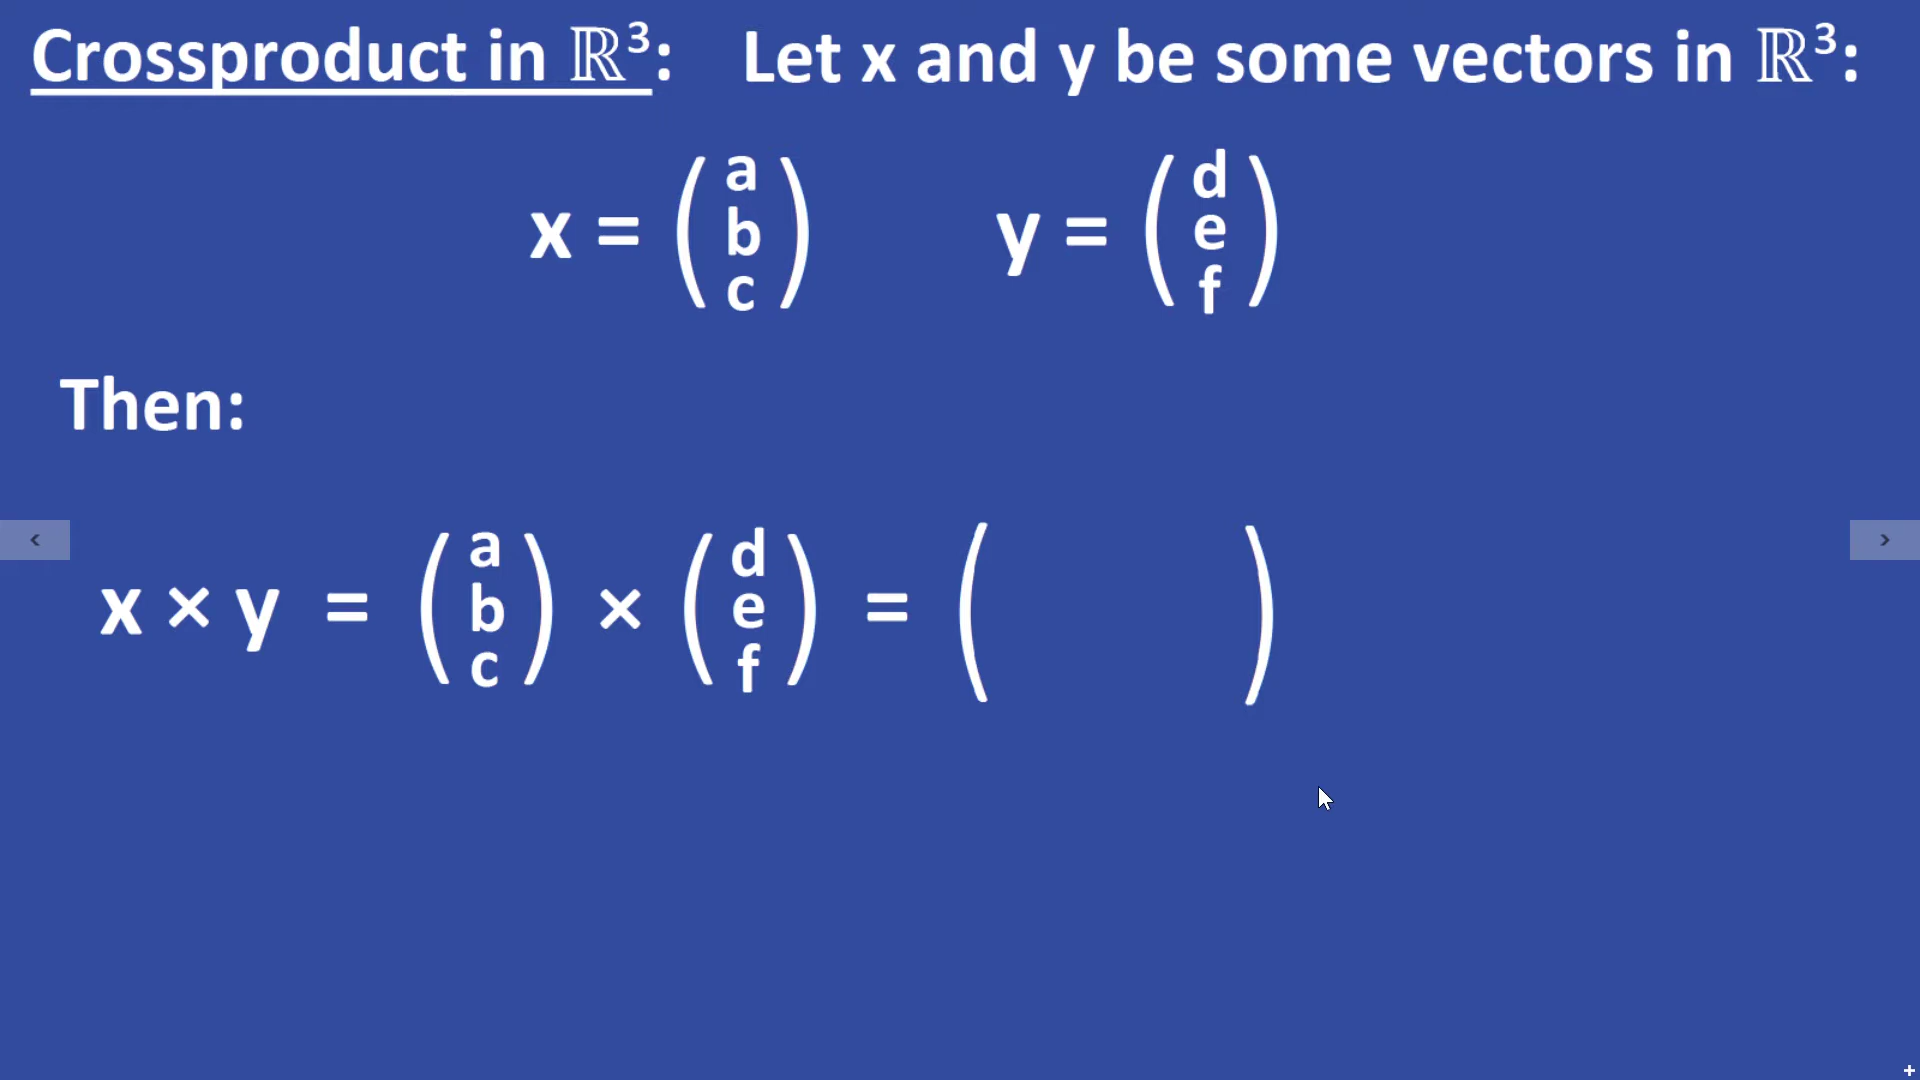 Crossproduct in ℝ³: Let x and y be some vectors in ℝ³:
x = ( a b c ) y = ( d e f )
Then:
x × y = ( a b c ) × ( d e f ) = ( )